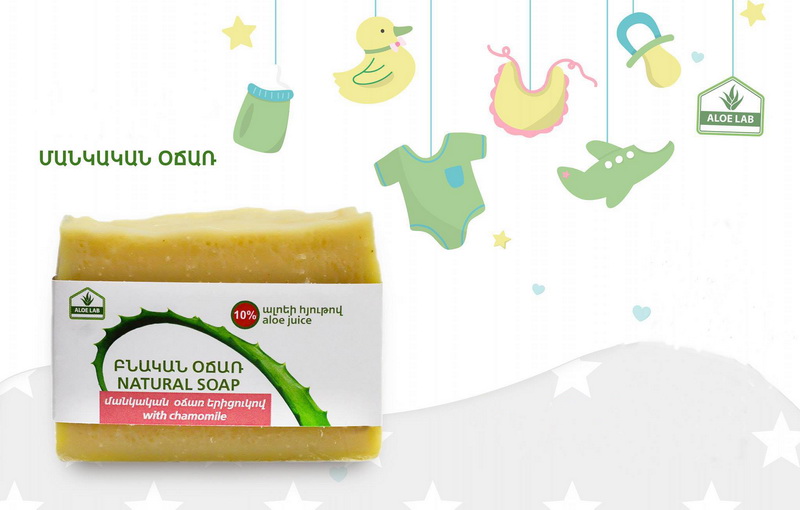 ALOE LAB
ՄԱՆԿԱԿԱՆ ՕՃԱՌ
ALOE LAB
10%
ալոեի հյութով
aloe juice
ԲՆԱԿԱՆ ՕՃԱՌ
NATURAL SOAP
մանկական օճառ երիցուկով
with chamomile